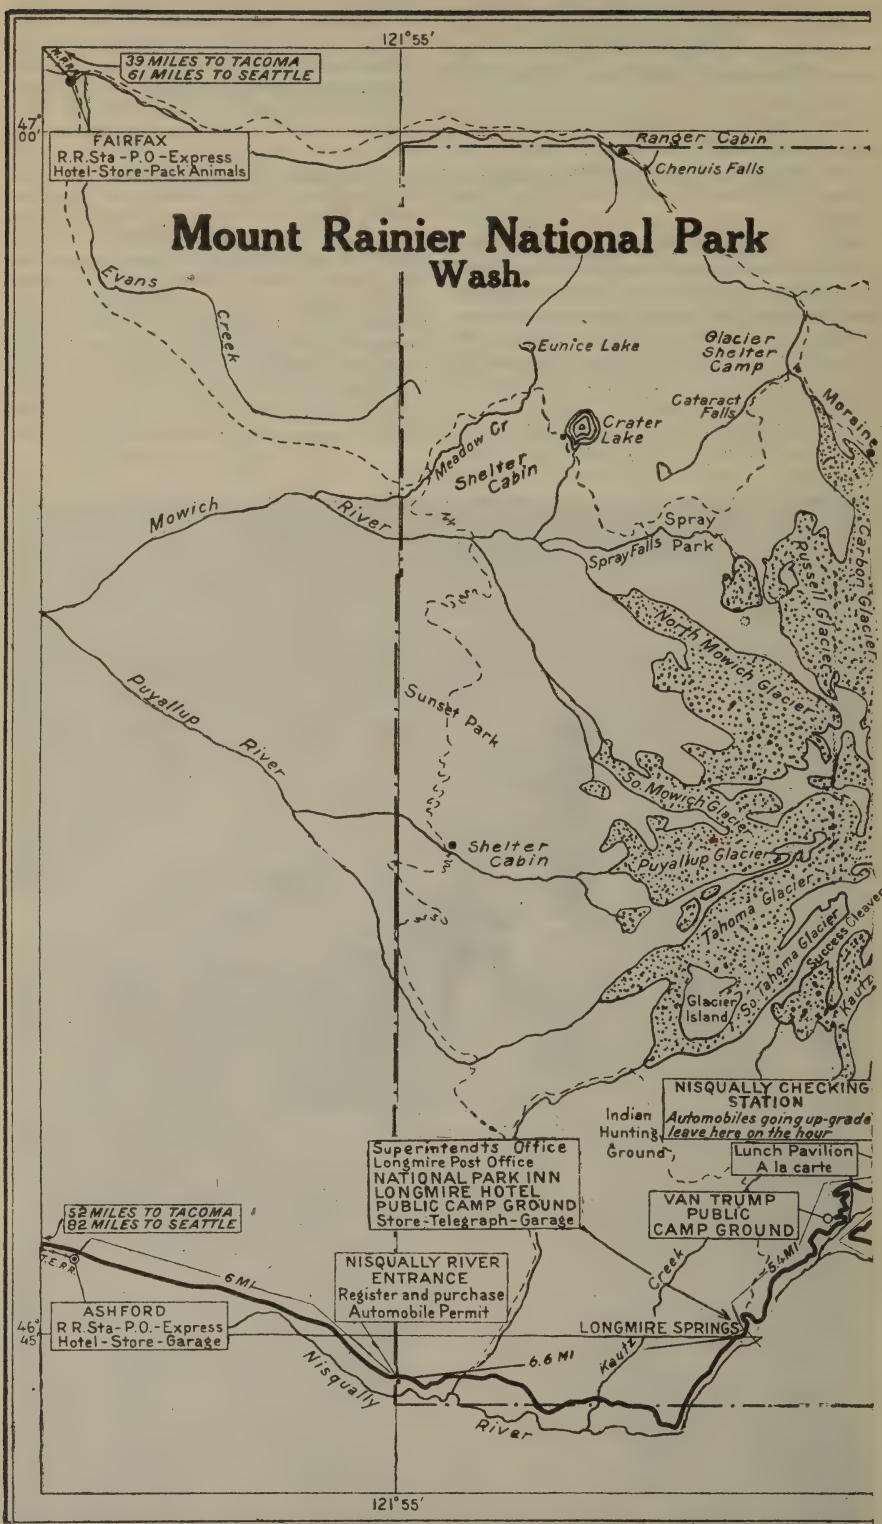 121°55'
N.P.R.R.
39 MILES TO TACOMA
61 MILES TO SEATTLE
47°
00'
FAIRFAX
R.R.Sta-P.O-Express
Hotel-Store-Pack Animals
Ranger Cabin
Chenuis Falls
Mount Rainier National Park
Wash.
Evans
Creek
Eunice Lake
Glacier
Shelter
Camp
Cataract
Falls
Moraine
Crater
Lake
Meadow Cr
Shelter
Cabin
Mowich
River
Spray
Park
Spray Falls
Russell Glacier
Carbon Glacier
North Mowich Glacier
Sunset Park
Puyallup
River
So. Mowich Glacier
Shelter
Cabin
Puyallup Glacier
Tahoma Glacier
So. Tahoma Glacier
Success Cleaver
Kautz
Glacier
Island
NISQUALLY CHECKING
STATION
Automobiles going up-grade
leave here on the hour
Indian
Hunting
Ground
Lunch Pavilion
A la carte
Superintendts Office
Longmire Post Office
NATIONAL PARK INN
LONGMIRE HOTEL
PUBLIC CAMP GROUND
Store-Telegraph-Garage
VAN TRUMP
PUBLIC
CAMP GROUND
52 MILES TO TACOMA
92 MILES TO SEATTLE
T.E.R.R.
6 MI
NISQUALLY RIVER
ENTRANCE
Register and purchase
Automobile Permit
5.4 MI
ASHFORD
R R.Sta-P.O.-Express
Hotel-Store-Garage
46°
45'
LONGMIRE SPRINGS
Kautz Creek
6.6 MI
Nisqually
River
121°55'